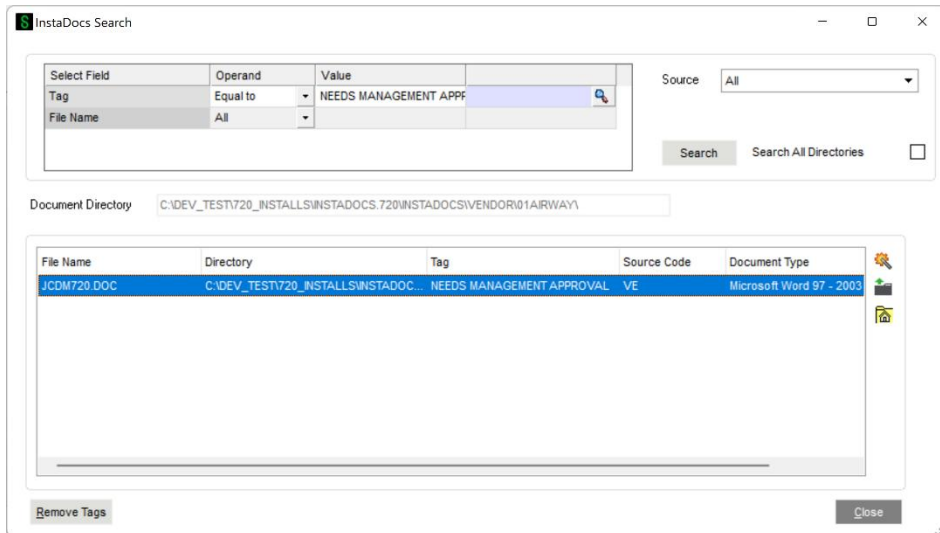 InstaDocs Search
Select Field Operand Value
Tag Equal to NEEDS MANAGEMENT APPR
File Name All
Source All
Search Search All Directories
Document Directory C:\DEV_TEST\720_INSTALLS\INSTADOCS.720\INSTADOCS\VENDOR\01AIRWAY\
File Name Directory Tag Source Code Document Type
JCDM720.DOC C:\DEV_TEST\720_INSTALLS\INSTADOC... NEEDS MANAGEMENT APPROVAL VE Microsoft Word 97 - 2003
Remove Tags Close